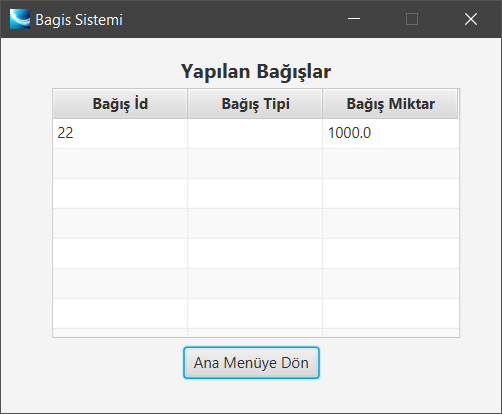 Bagis Sistemi
Yapılan Bağışlar
Bağış İd Bağış Tipi Bağış Miktar
22 1000.0
Ana Menüye Dön